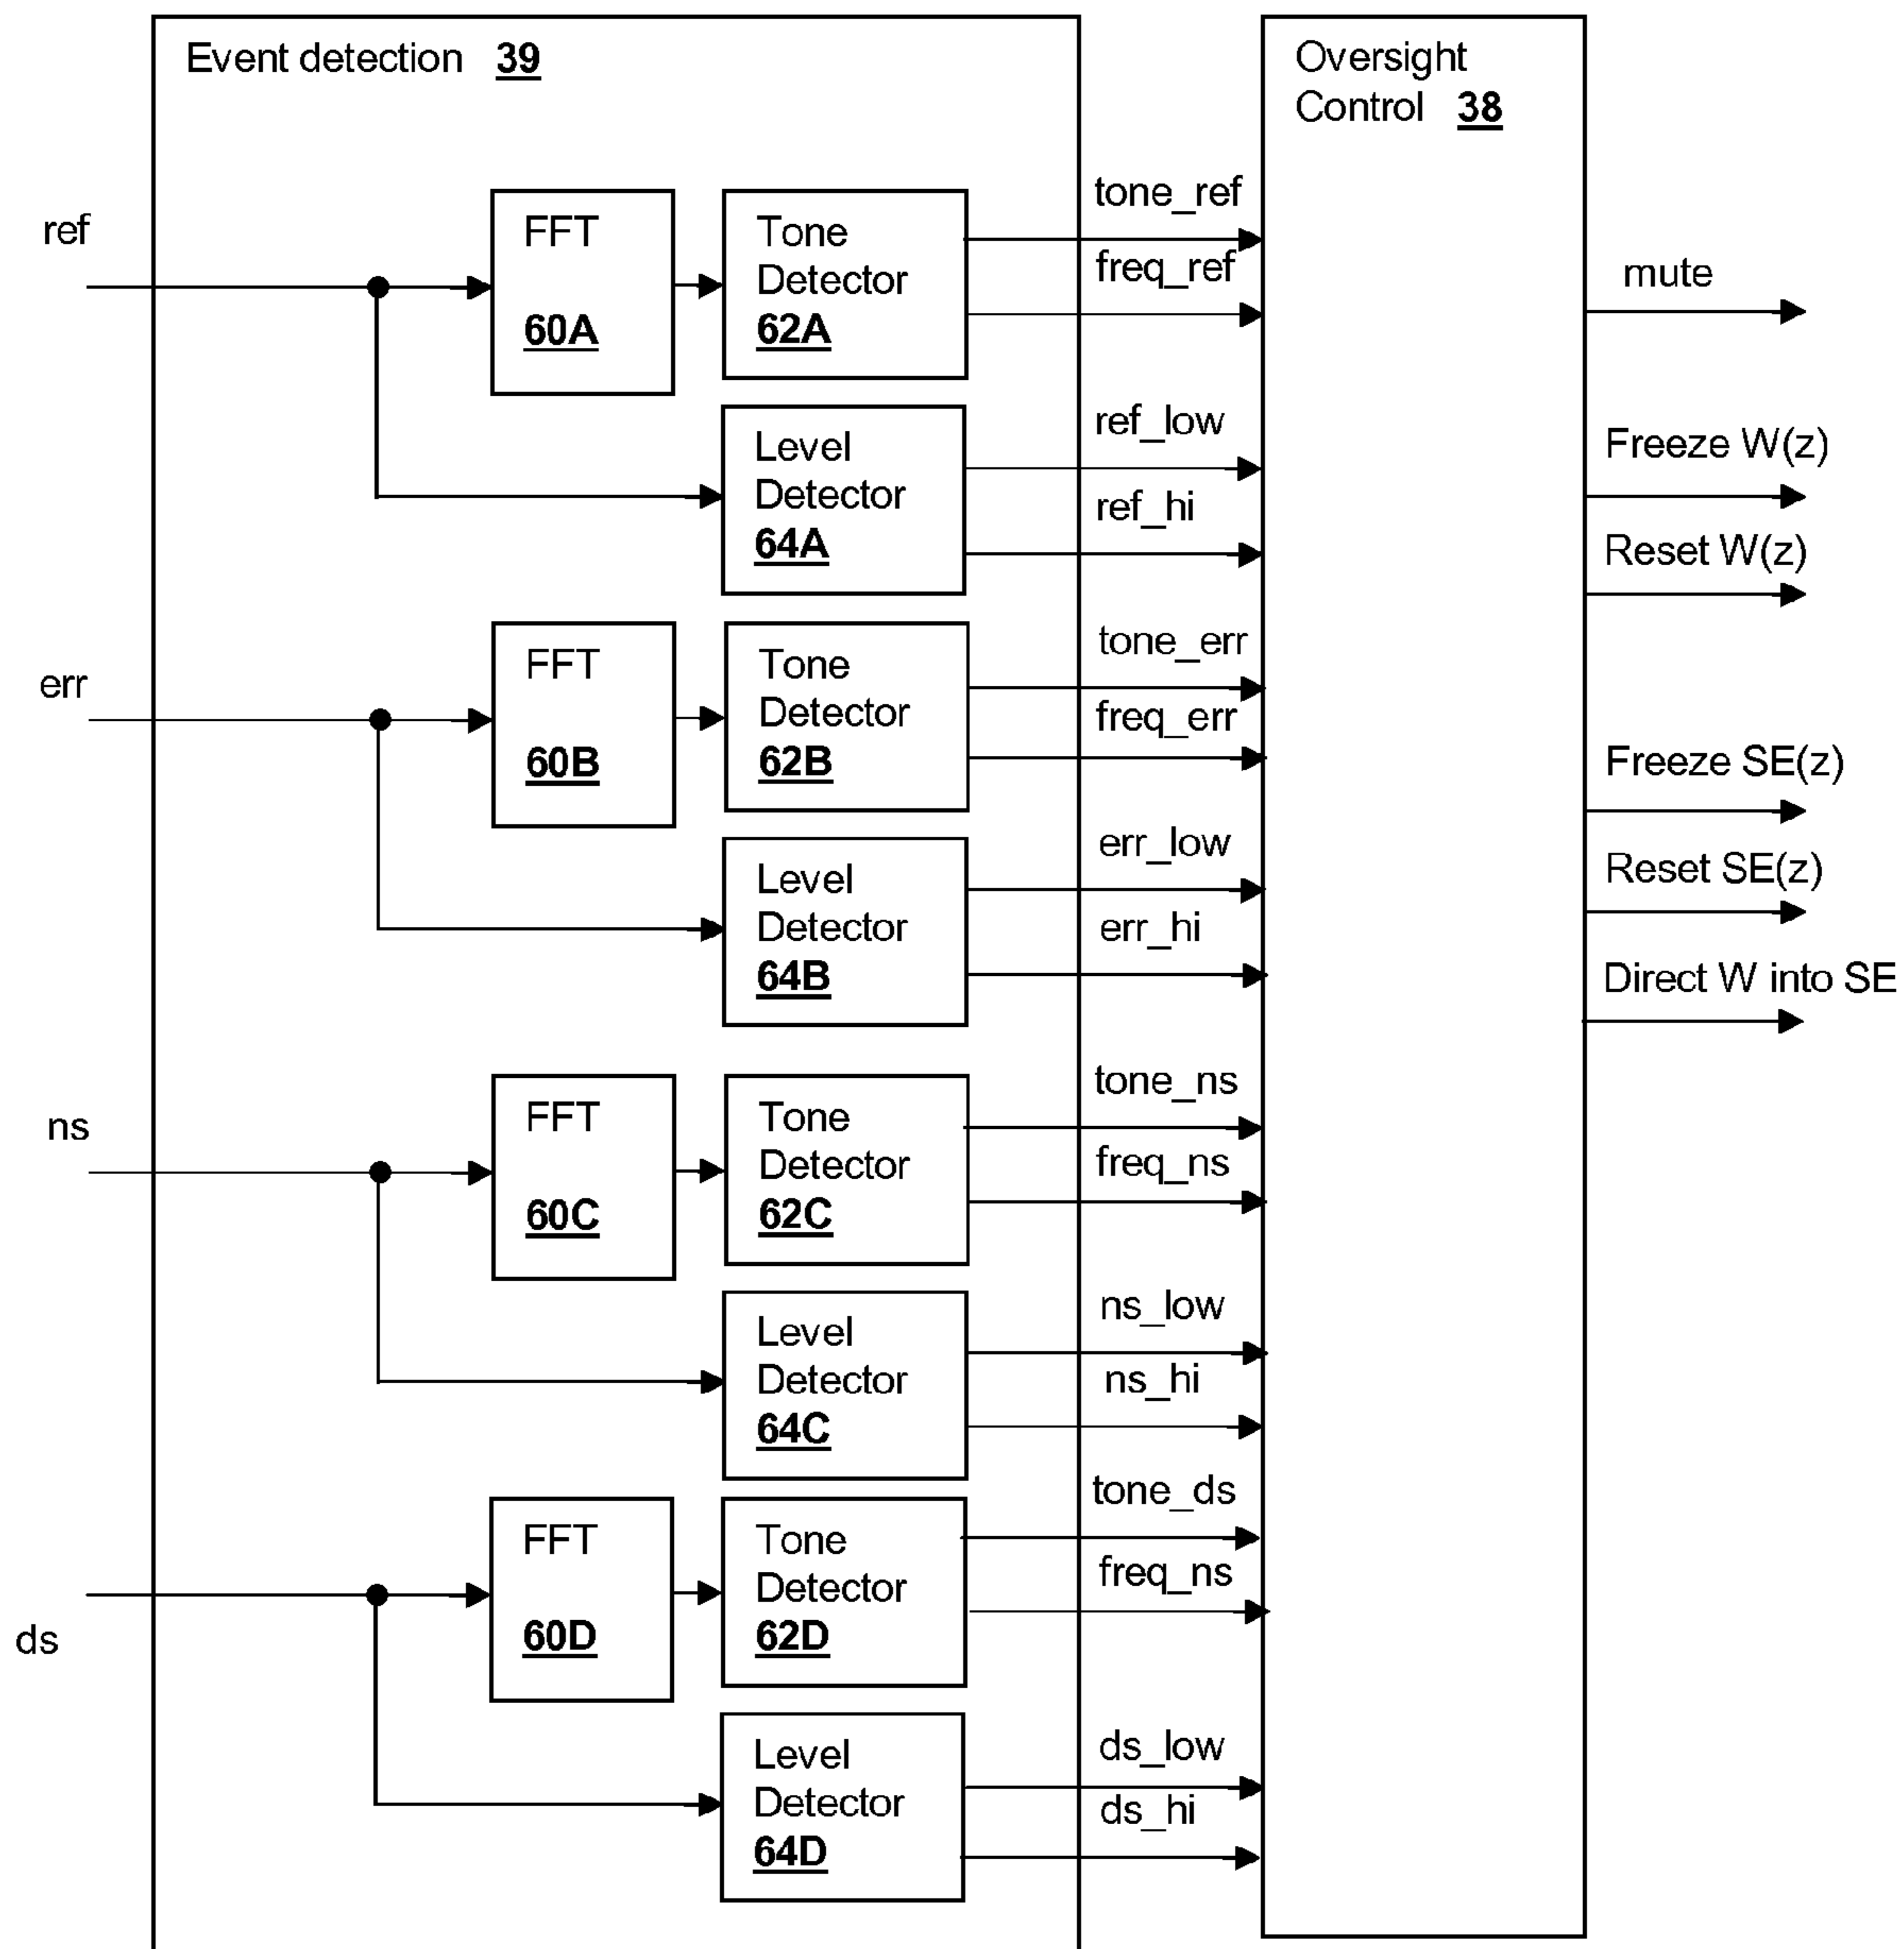 Event detection 39
Oversight
Control 38
ref
FFT
60A
Tone
Detector
62A
tone_ref
freq_ref
Level
Detector
64A
ref_low
ref_hi
err
FFT
60B
Tone
Detector
62B
tone_err
freq_err
Level
Detector
64B
err_low
err_hi
ns
FFT
60C
Tone
Detector
62C
tone_ns
freq_ns
Level
Detector
64C
ns_low
ns_hi
ds
FFT
60D
Tone
Detector
62D
tone_ds
freq_ns
Level
Detector
64D
ds_low
ds_hi
mute
Freeze W(z)
Reset W(z)
Freeze SE(z)
Reset SE(z)
Direct W into SE